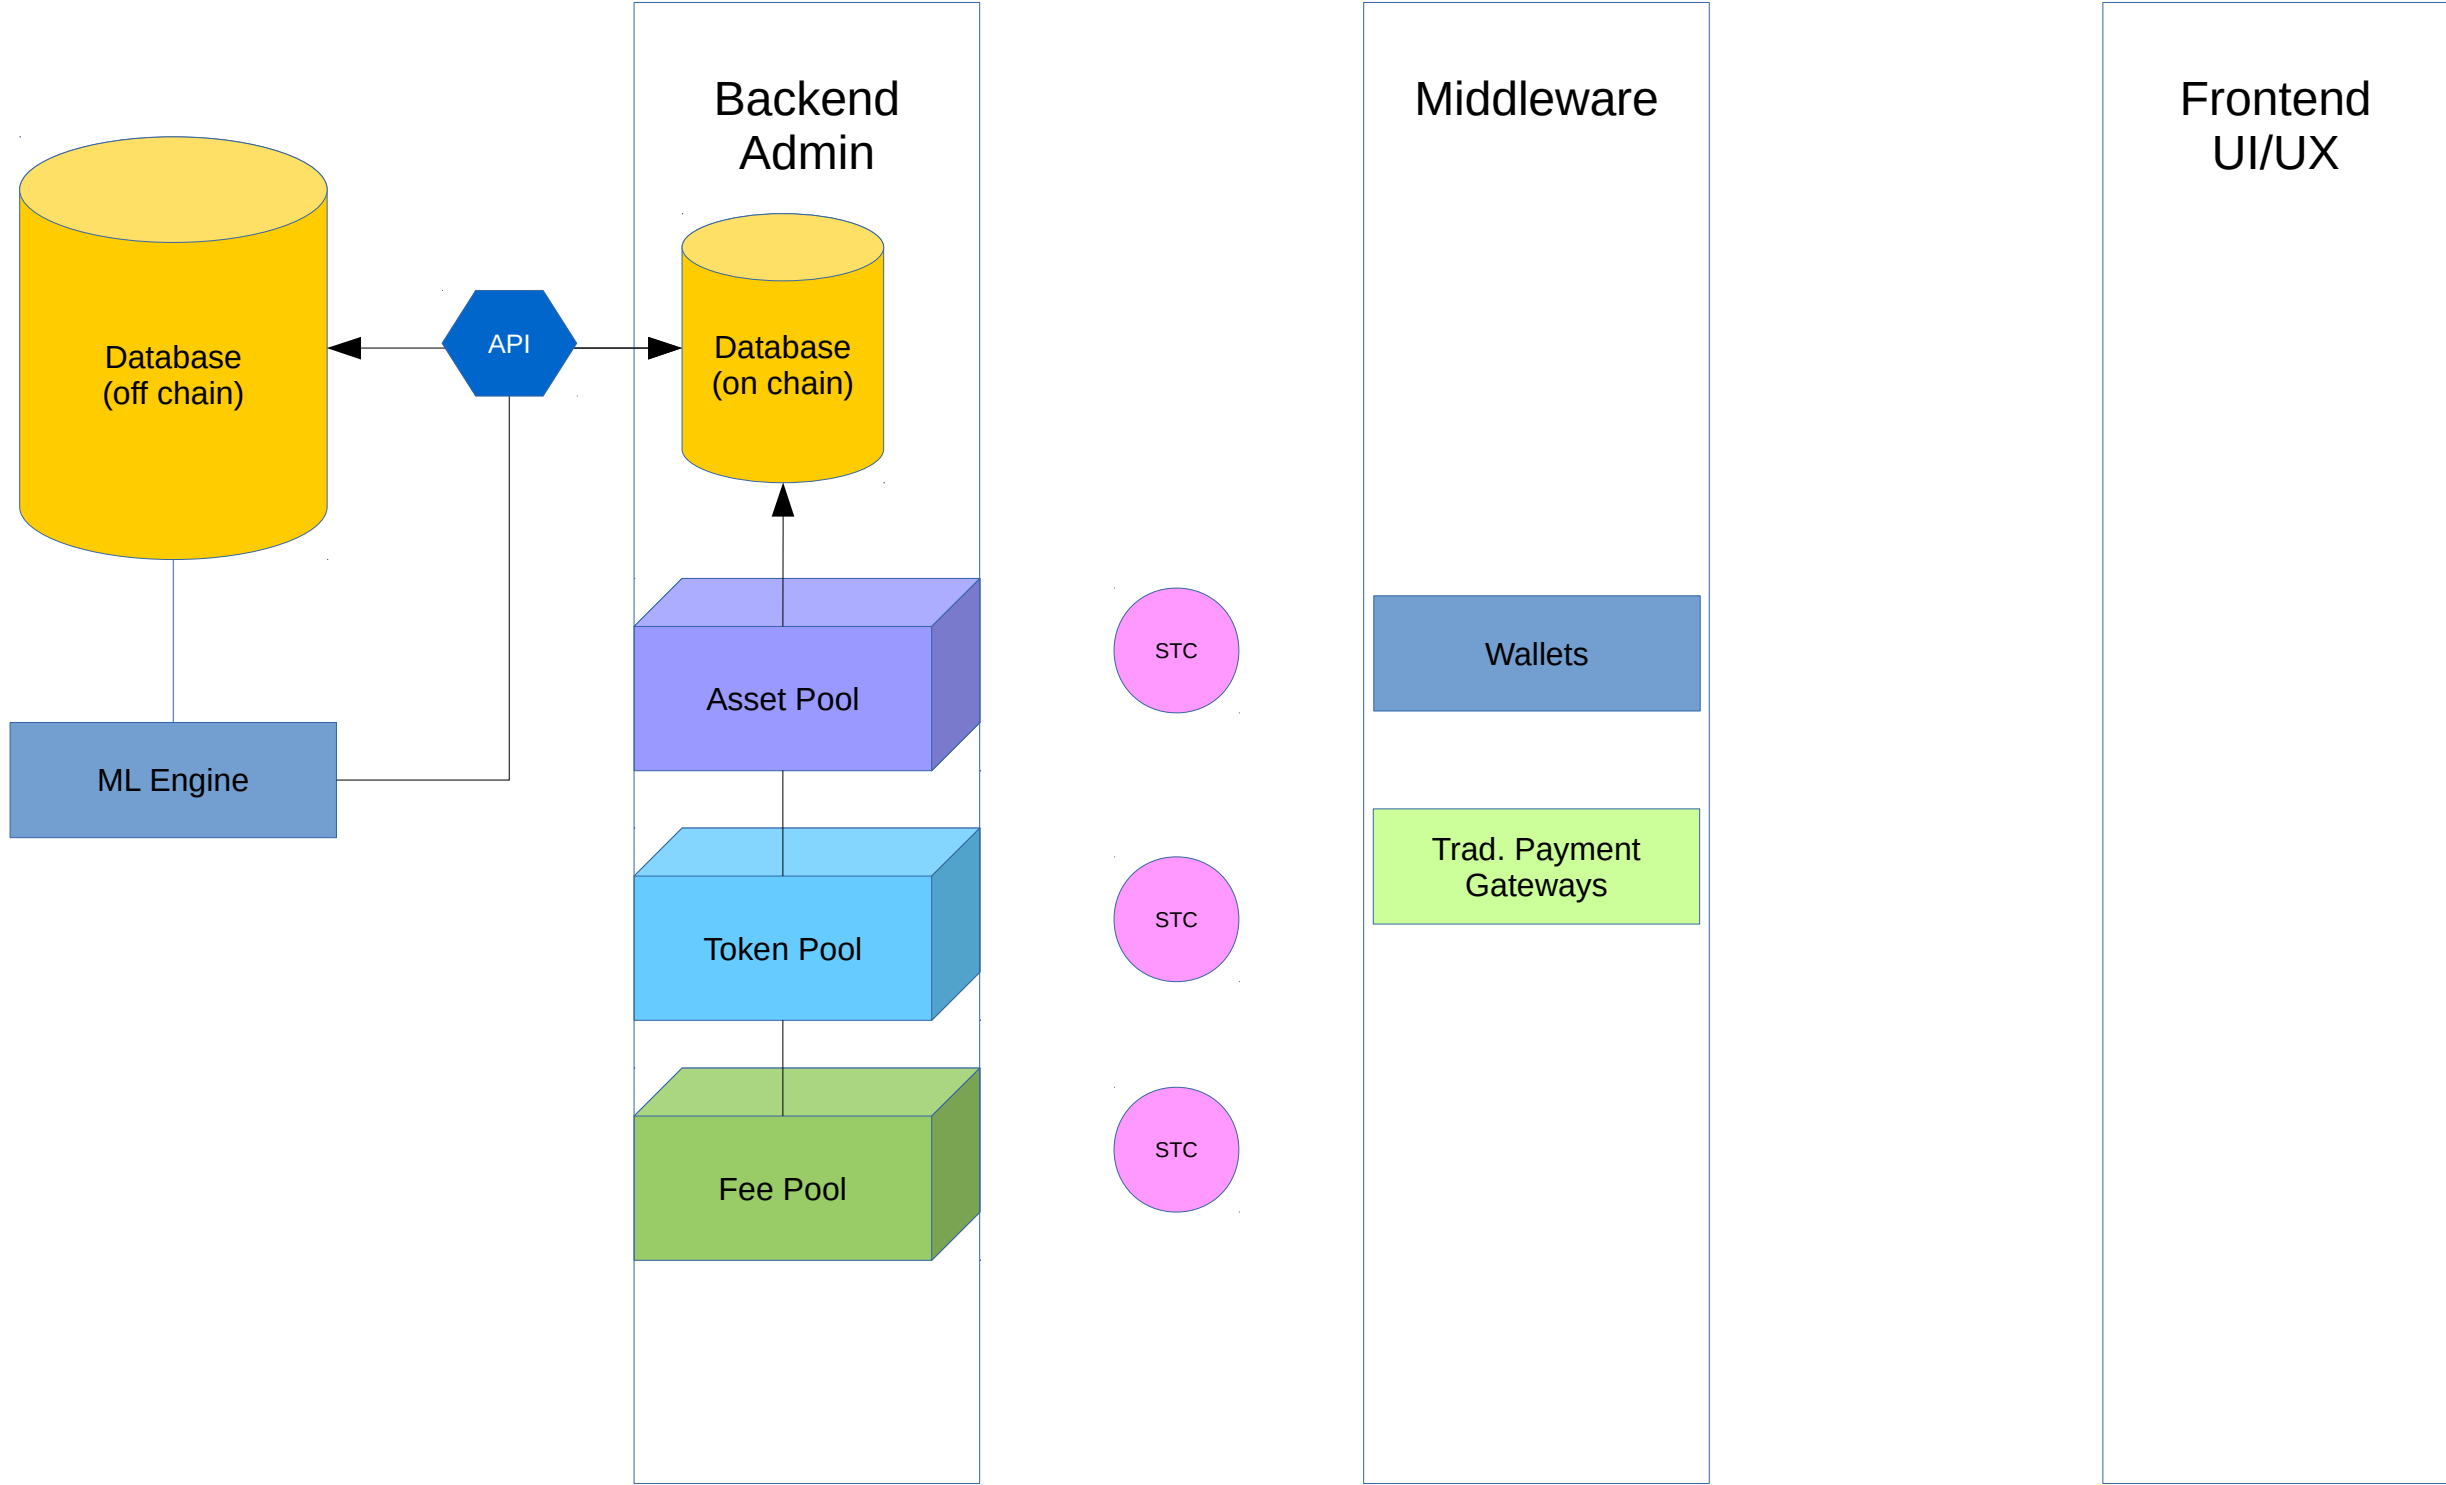 Backend
Admin
Middleware
Frontend
UI/UX
Database
(off chain)
API
Database
(on chain)
Asset Pool
STC
Wallets
ML Engine
Trad. Payment
Gateways
Token Pool
STC
Fee Pool
STC